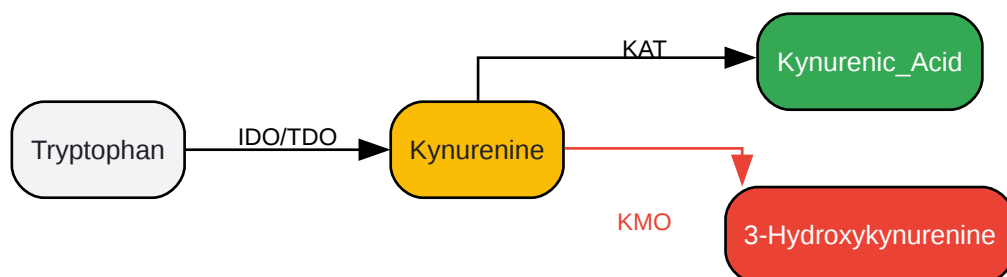 KAT
Kynurenic_Acid
Tryptophan
IDO/TDO
Kynurenine
KMO
3-Hydroxykynurenine